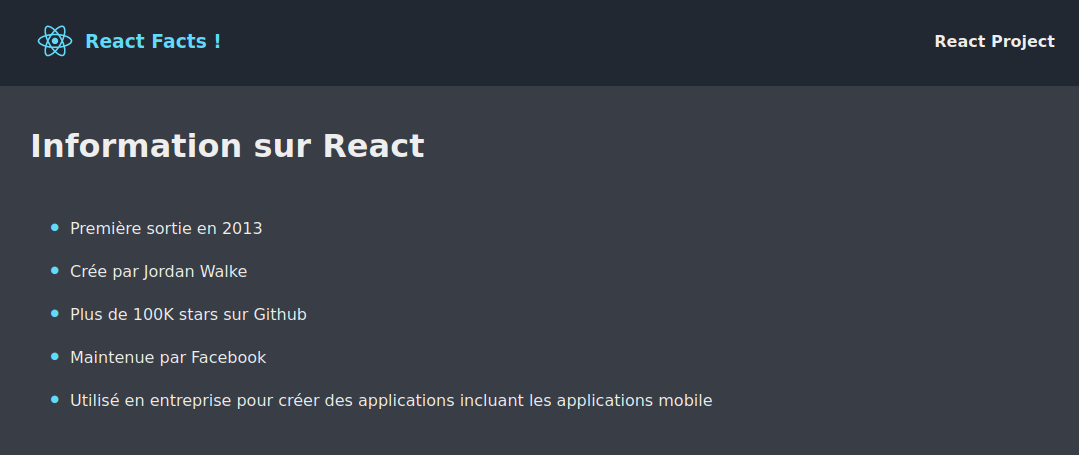 React Facts !
React Project
Information sur React
Première sortie en 2013
Crée par Jordan Walke
Plus de 100K stars sur Github
Maintenue par Facebook
Utilisé en entreprise pour créer des applications incluant les applications mobile